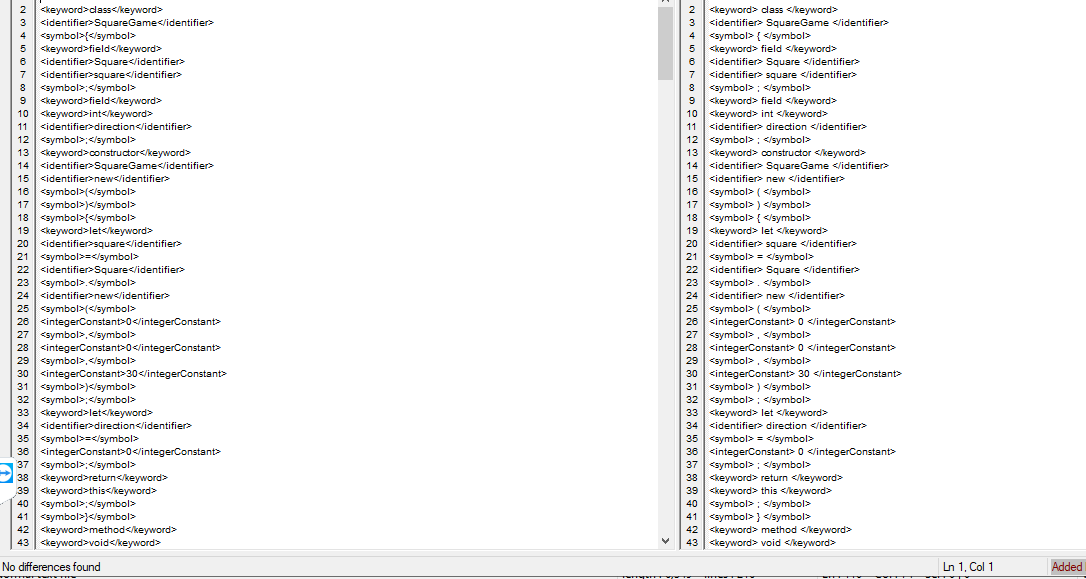 2 <keyword>class</keyword>
3 <identifier>SquareGame</identifier>
4 <symbol>{</symbol>
5 <keyword>field</keyword>
6 <identifier>Square</identifier>
7 <identifier>square</identifier>
8 <symbol>;</symbol>
9 <keyword>field</keyword>
10 <keyword>int</keyword>
11 <identifier>direction</identifier>
12 <symbol>;</symbol>
13 <keyword>constructor</keyword>
14 <identifier>SquareGame</identifier>
15 <identifier>new</identifier>
16 <symbol>(</symbol>
17 <symbol>)</symbol>
18 <symbol>{</symbol>
19 <keyword>let</keyword>
20 <identifier>square</identifier>
21 <symbol>=</symbol>
22 <identifier>Square</identifier>
23 <symbol>.</symbol>
24 <identifier>new</identifier>
25 <symbol>(</symbol>
26 <integerConstant>0</integerConstant>
27 <symbol>,</symbol>
28 <integerConstant>0</integerConstant>
29 <symbol>,</symbol>
30 <integerConstant>30</integerConstant>
31 <symbol>)</symbol>
32 <symbol>;</symbol>
33 <keyword>let</keyword>
34 <identifier>direction</identifier>
35 <symbol>=</symbol>
36 <integerConstant>0</integerConstant>
37 <symbol>;</symbol>
38 <keyword>return</keyword>
39 <keyword>this</keyword>
40 <symbol>;</symbol>
41 <symbol>}</symbol>
42 <keyword>method</keyword>
43 <keyword>void</keyword>
2 <keyword> class </keyword>
3 <identifier> SquareGame </identifier>
4 <symbol> { </symbol>
5 <keyword> field </keyword>
6 <identifier> Square </identifier>
7 <identifier> square </identifier>
8 <symbol> ; </symbol>
9 <keyword> field </keyword>
10 <keyword> int </keyword>
11 <identifier> direction </identifier>
12 <symbol> ; </symbol>
13 <keyword> constructor </keyword>
14 <identifier> SquareGame </identifier>
15 <identifier> new </identifier>
16 <symbol> ( </symbol>
17 <symbol> ) </symbol>
18 <symbol> { </symbol>
19 <keyword> let </keyword>
20 <identifier> square </identifier>
21 <symbol> = </symbol>
22 <identifier> Square </identifier>
23 <symbol> . </symbol>
24 <identifier> new </identifier>
25 <symbol> ( </symbol>
26 <integerConstant> 0 </integerConstant>
27 <symbol> , </symbol>
28 <integerConstant> 0 </integerConstant>
29 <symbol> , </symbol>
30 <integerConstant> 30 </integerConstant>
31 <symbol> ) </symbol>
32 <symbol> ; </symbol>
33 <keyword> let </keyword>
34 <identifier> direction </identifier>
35 <symbol> = </symbol>
36 <integerConstant> 0 </integerConstant>
37 <symbol> ; </symbol>
38 <keyword> return </keyword>
39 <keyword> this </keyword>
40 <symbol> ; </symbol>
41 <symbol> } </symbol>
42 <keyword> method </keyword>
43 <keyword> void </keyword>
No differences found
Ln 1, Col 1
Added